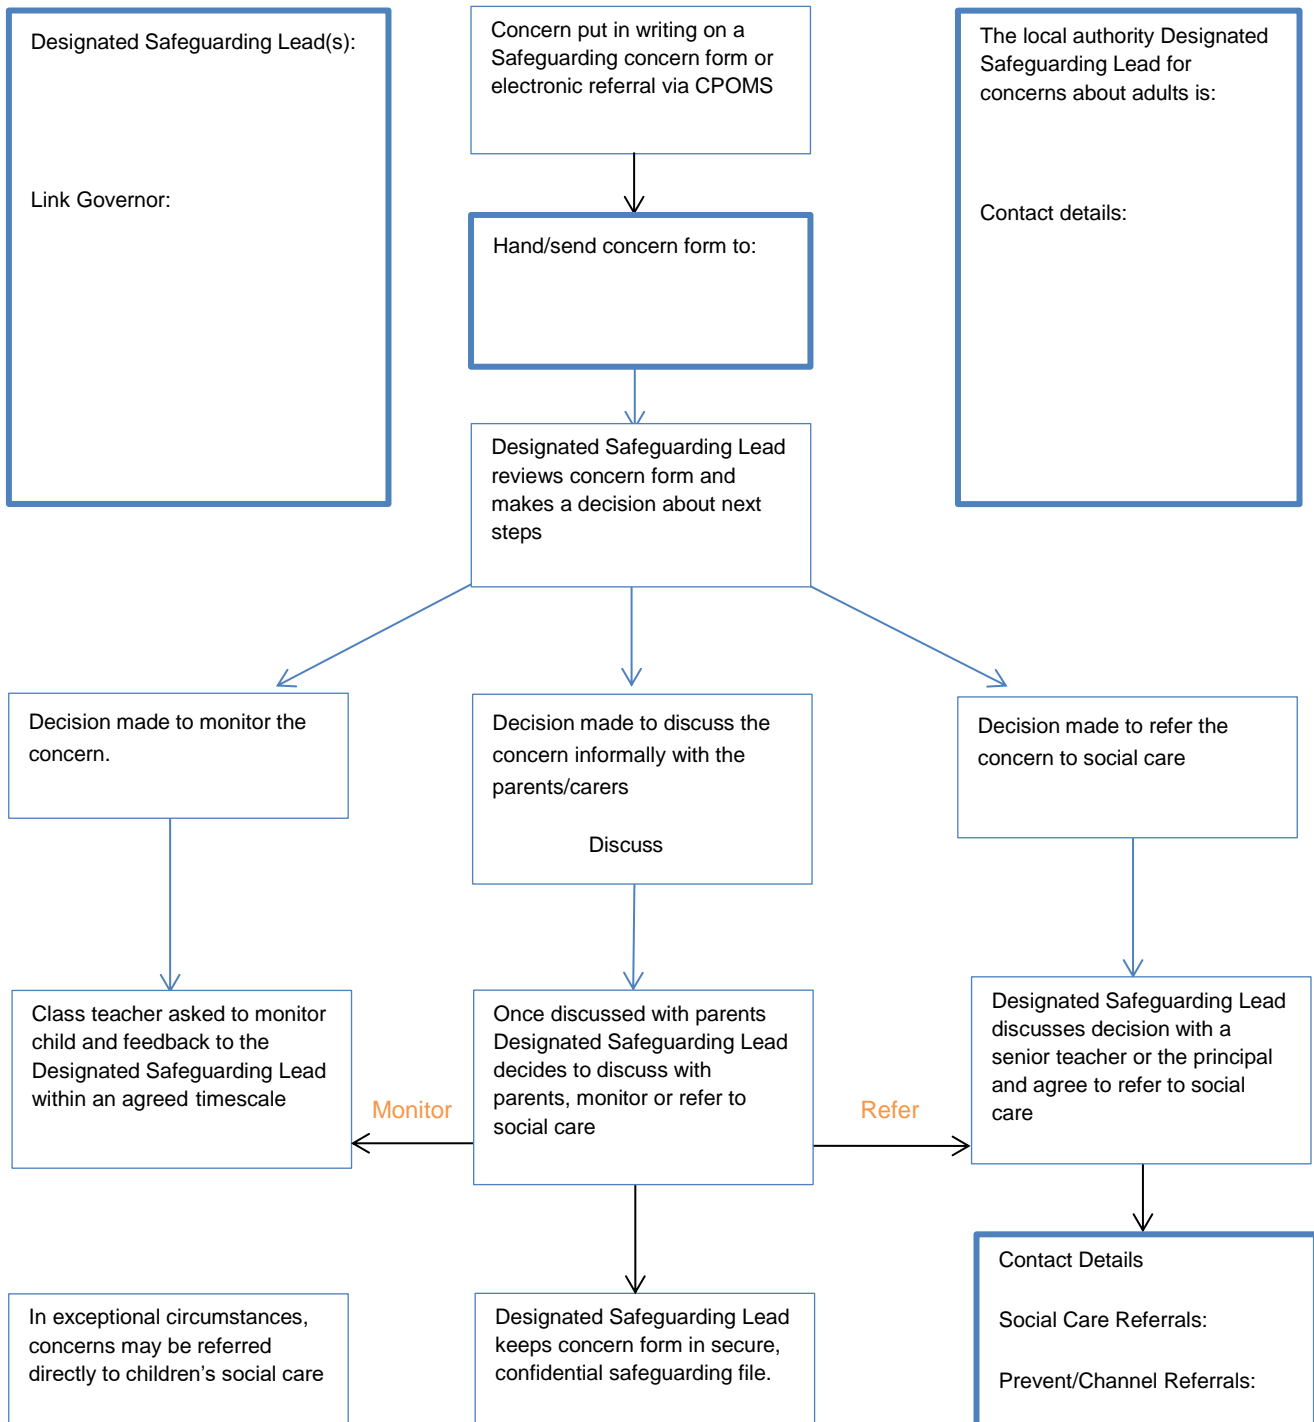 Designated Safeguarding Lead(s):
Link Governor:
Concern put in writing on a
Safeguarding concern form or
electronic referral via CPOMS
The local authority Designated
Safeguarding Lead for
concerns about adults is:
Contact details:
Hand/send concern form to:
Designated Safeguarding Lead
reviews concern form and
makes a decision about next
steps
Decision made to monitor the
concern.
Decision made to discuss the
concern informally with the
parents/carers
Discuss
Decision made to refer the
concern to social care
Class teacher asked to monitor
child and feedback to the
Designated Safeguarding Lead
within an agreed timescale
Monitor
Once discussed with parents
Designated Safeguarding Lead
decides to discuss with
parents, monitor or refer to
social care
Refer
Designated Safeguarding Lead
discusses decision with a
senior teacher or the principal
and agree to refer to social
care
In exceptional circumstances,
concerns may be referred
directly to children’s social care
Designated Safeguarding Lead
keeps concern form in secure,
confidential safeguarding file.
Contact Details
Social Care Referrals:
Prevent/Channel Referrals: